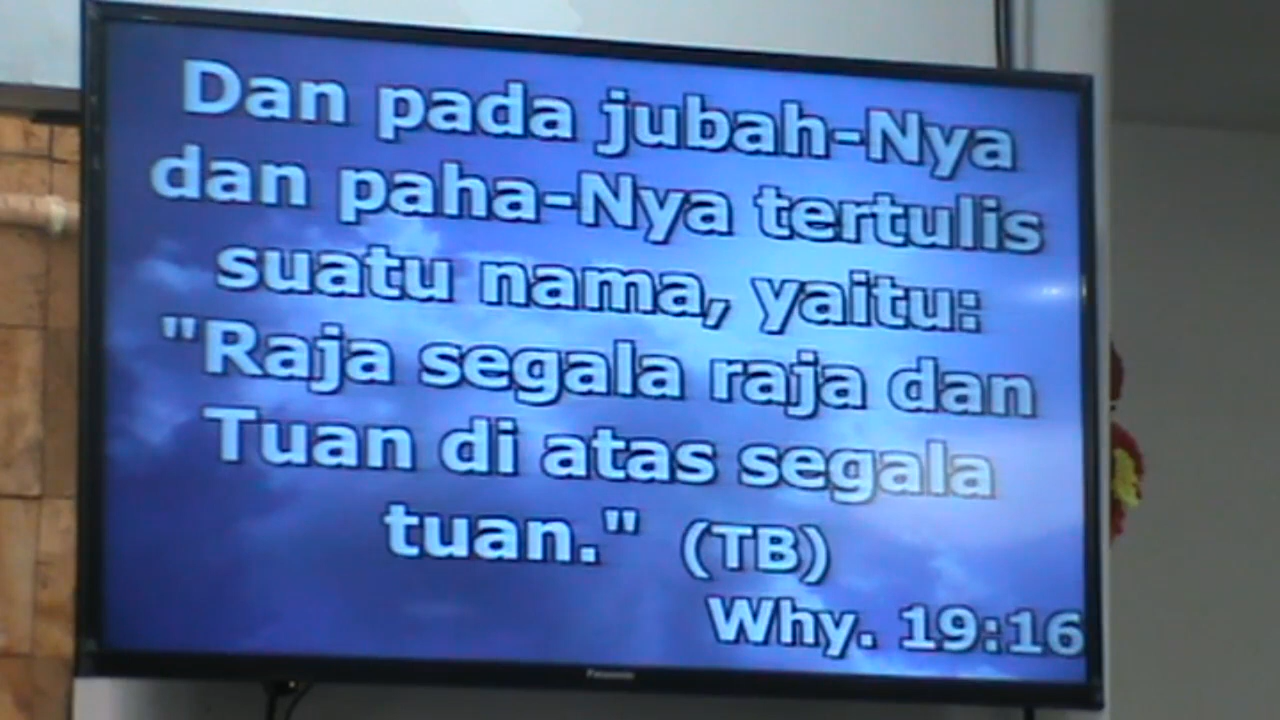 Dan pada jubah-Nya
dan paha-Nya tertulis
suatu nama, yaitu:
"Raja segala raja dan
Tuan di atas segala
tuan." (TB)
Why. 19:16
Panasonic